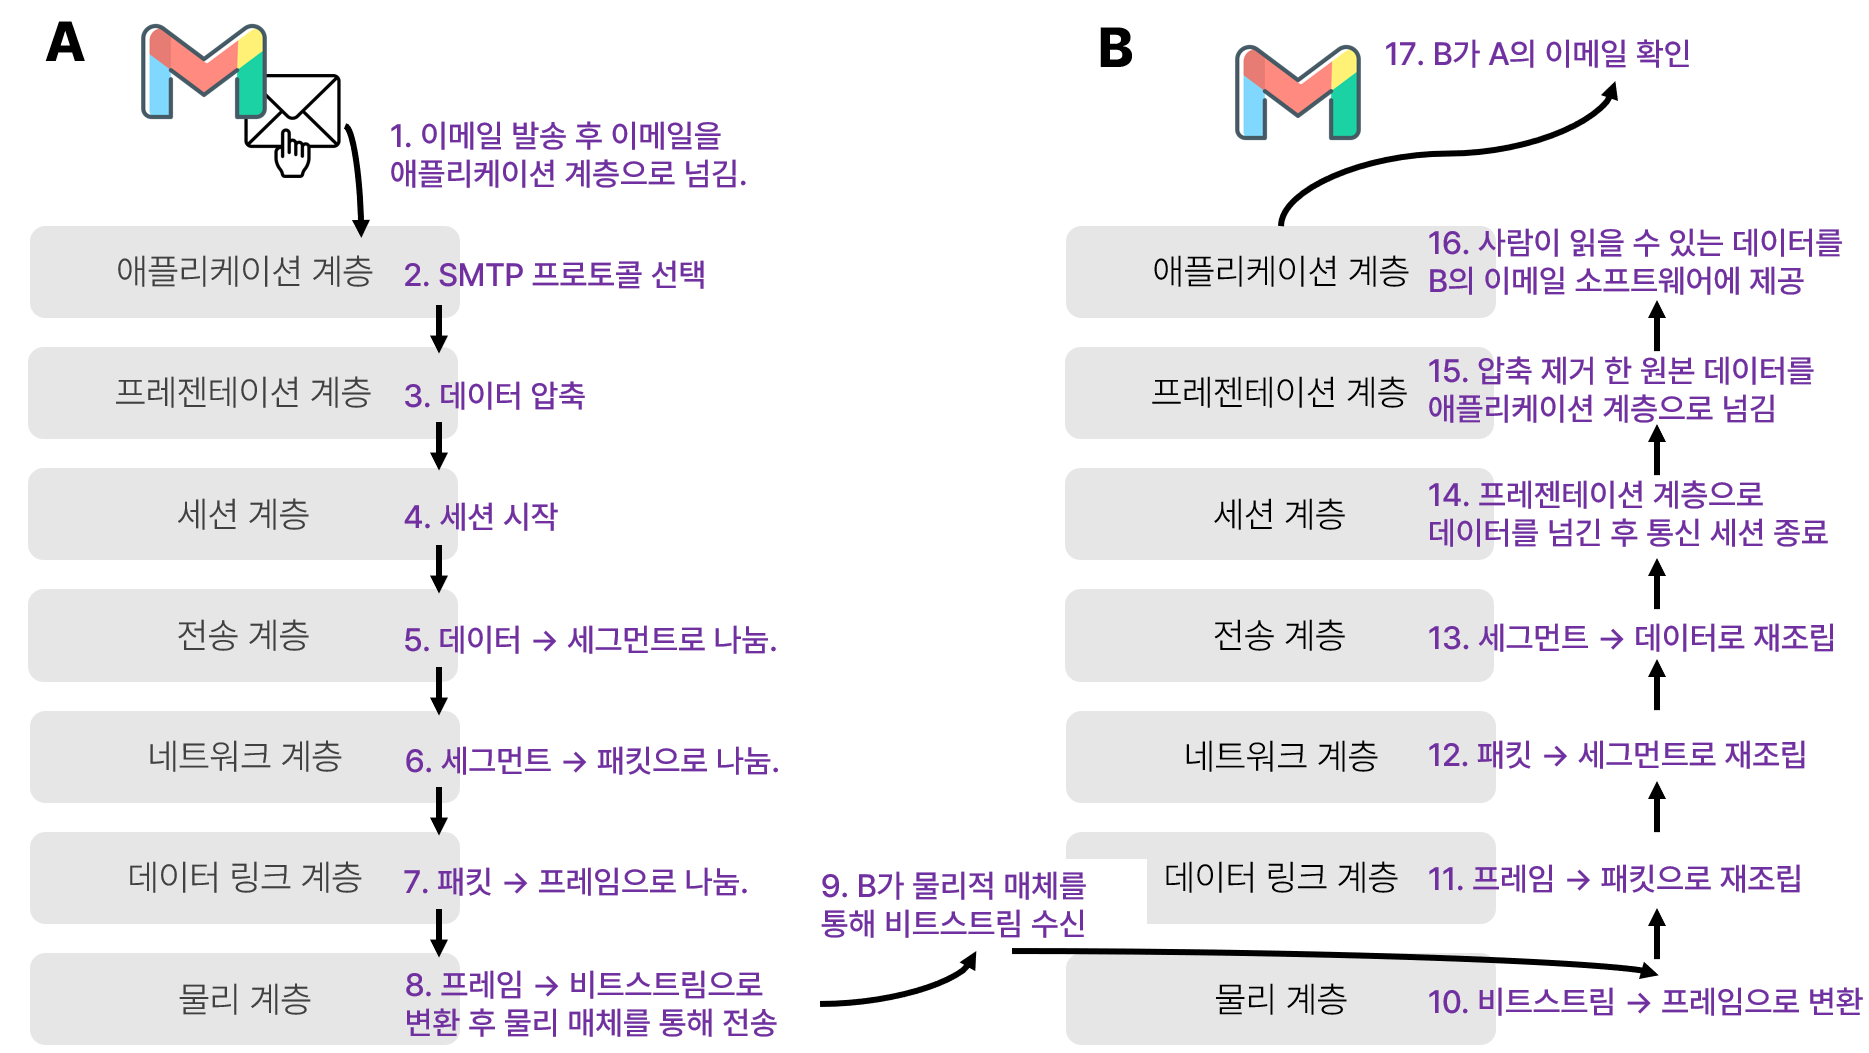 A
1. 이메일 발송 후 이메일을
애플리케이션 계층으로 넘김.
애플리케이션 계층
2. SMTP 프로토콜 선택
프레젠테이션 계층
3. 데이터 압축
세션 계층
4. 세션 시작
전송 계층
5. 데이터 → 세그먼트로 나눔.
네트워크 계층
6. 세그먼트 → 패킷으로 나눔.
데이터 링크 계층
7. 패킷 → 프레임으로 나눔.
물리 계층
8. 프레임 → 비트스트림으로
변환 후 물리 매체를 통해 전송
9. B가 물리적 매체를
통해 비트스트림 수신
B
17. B가 A의 이메일 확인
애플리케이션 계층
16. 사람이 읽을 수 있는 데이터를
B의 이메일 소프트웨어에 제공
프레젠테이션 계층
15. 압축 제거 한 원본 데이터를
애플리케이션 계층으로 넘김
세션 계층
14. 프레젠테이션 계층으로
데이터를 넘긴 후 통신 세션 종료
전송 계층
13. 세그먼트 → 데이터로 재조립
네트워크 계층
12. 패킷 → 세그먼트로 재조립
데이터 링크 계층
11. 프레임 → 패킷으로 재조립
물리 계층
10. 비트스트림 → 프레임으로 변환